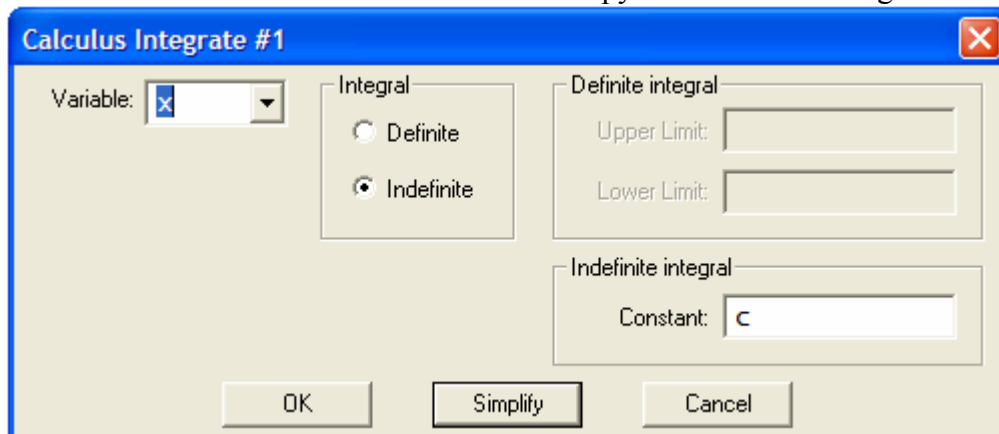 Calculus Integrate #1
Variable: x
Integral
Definite
Indefinite
Definite integral
Upper Limit:
Lower Limit:
Indefinite integral
Constant: c
OK Simplify Cancel